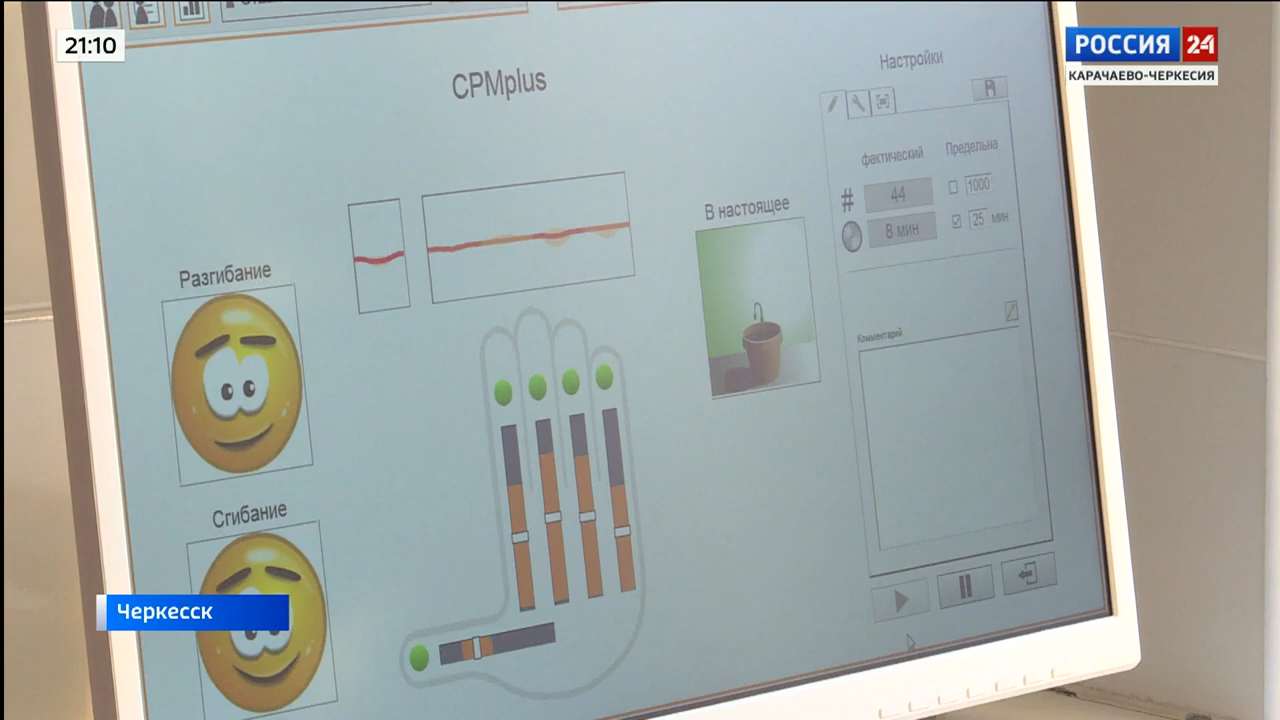 21:10
РОССИЯ 24
КАРАЧАЕВО-ЧЕРКЕСИЯ
CPMplus
Настройки
фактический
Предельна
# 44
1000
8 мин
25 мин
В настоящее
Разгибание
Комментарий
Сгибание
Черкесск